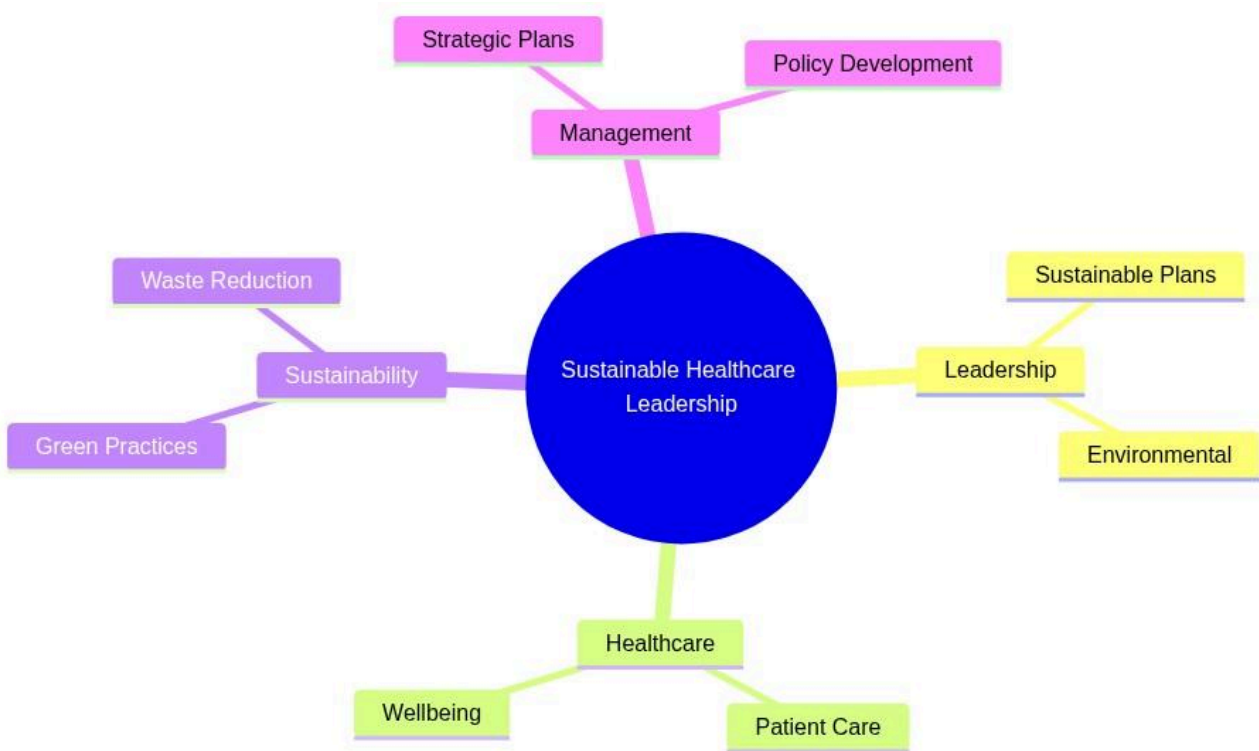 Strategic Plans
Policy Development
Management
Waste Reduction
Sustainable Plans
Sustainability
Sustainable Healthcare
Leadership
Leadership
Green Practices
Environmental
Healthcare
Wellbeing
Patient Care